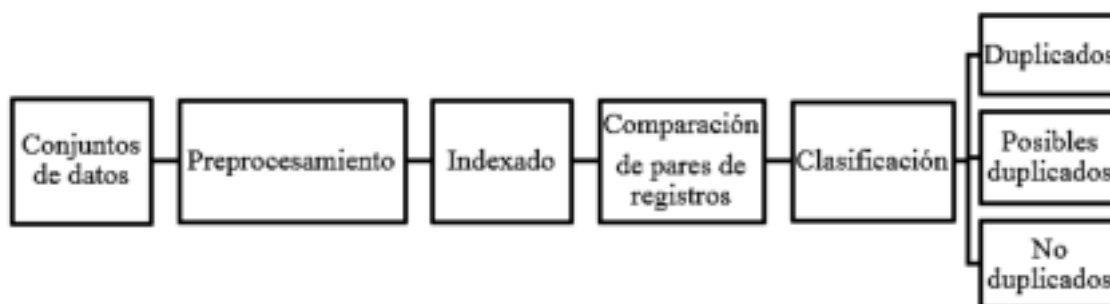 Conjuntos
de datos
Preprocesamiento
Indexado
Comparación
de pares de
registros
Clasificación
Duplicados
Posibles
duplicados
No
duplicados